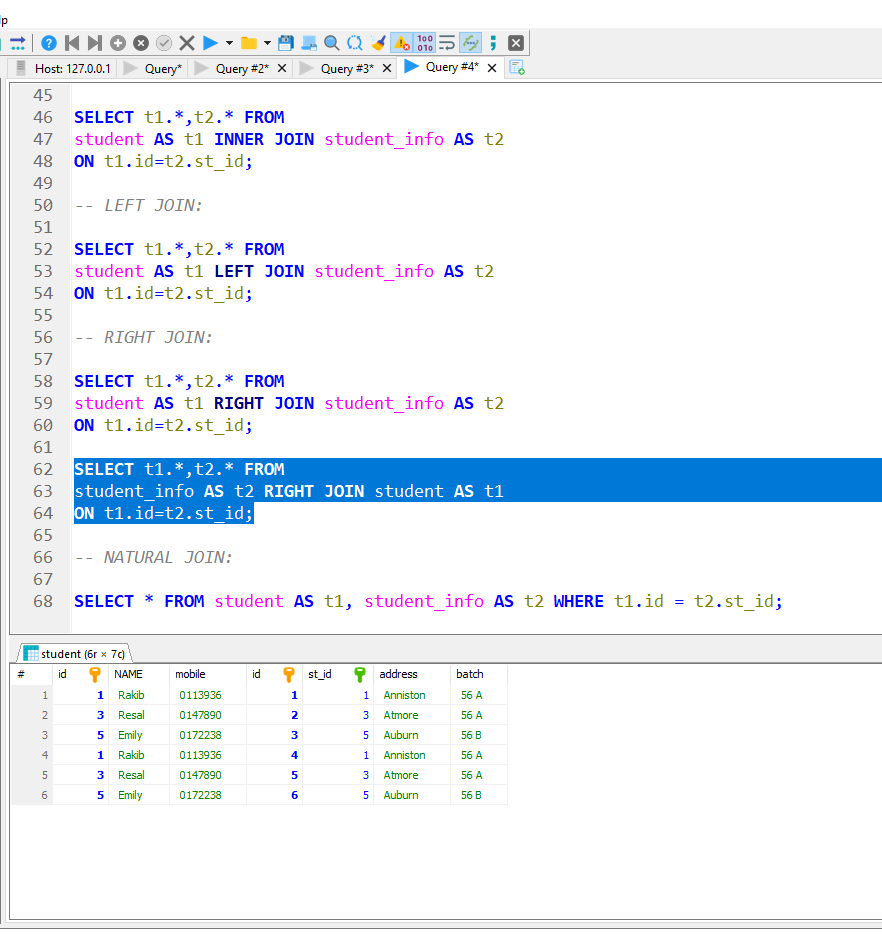 lp
Host: 127.0.0.1 Query* Query #2* Query #3* Query #4*
45
46 SELECT t1.*,t2.* FROM
47 student AS t1 INNER JOIN student_info AS t2
48 ON t1.id=t2.st_id;
49
50 -- LEFT JOIN:
51
52 SELECT t1.*,t2.* FROM
53 student AS t1 LEFT JOIN student_info AS t2
54 ON t1.id=t2.st_id;
55
56 -- RIGHT JOIN:
57
58 SELECT t1.*,t2.* FROM
59 student AS t1 RIGHT JOIN student_info AS t2
60 ON t1.id=t2.st_id;
61
62 SELECT t1.*,t2.* FROM
63 student_info AS t2 RIGHT JOIN student AS t1
64 ON t1.id=t2.st_id;
65
66 -- NATURAL JOIN:
67
68 SELECT * FROM student AS t1, student_info AS t2 WHERE t1.id = t2.st_id;
student (6r × 7c)
# id NAME mobile id st_id address batch
1 1 Rakib 0113936 1 1 Anniston 56 A
2 3 Resal 0147890 2 3 Atmore 56 A
3 5 Emily 0172238 3 5 Auburn 56 B
4 1 Rakib 0113936 4 1 Anniston 56 A
5 3 Resal 0147890 5 3 Atmore 56 A
6 5 Emily 0172238 6 5 Auburn 56 B